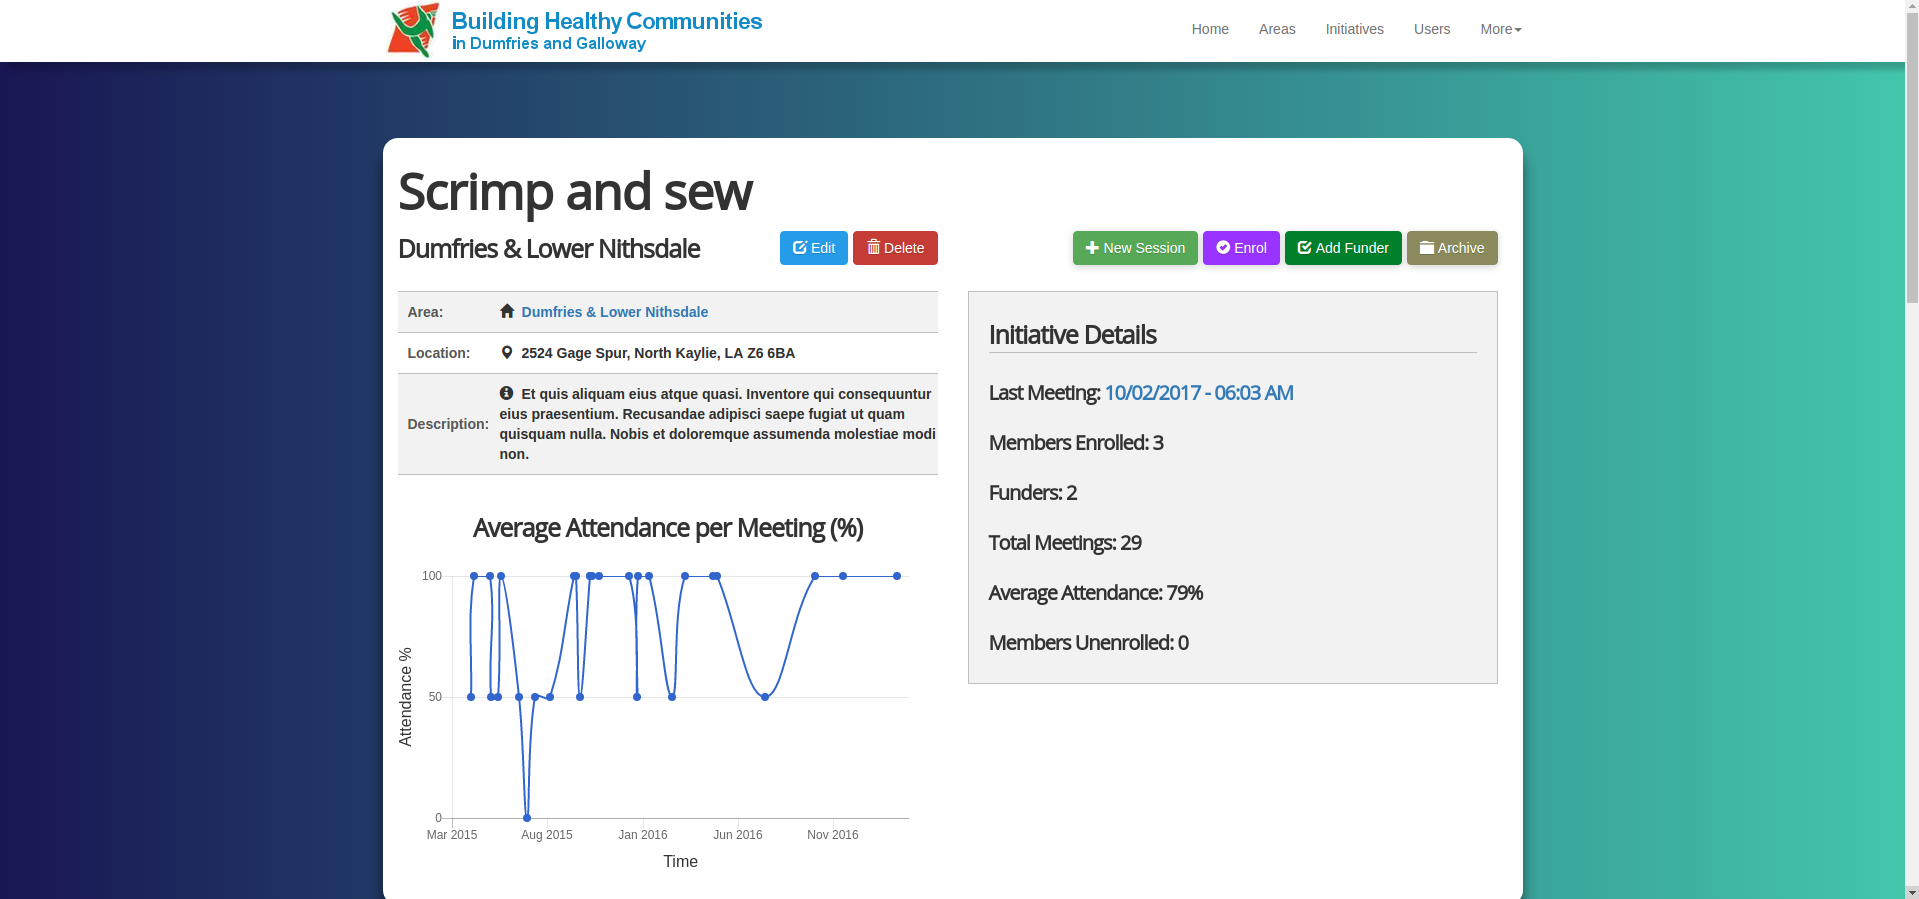 Building Healthy Communities
in Dumfries and Galloway
Home
Areas
Initiatives
Users
More
Scrimp and sew
Dumfries & Lower Nithsdale
Edit
Delete
New Session
Enrol
Add Funder
Archive
Area:
Dumfries & Lower Nithsdale
Location:
2524 Gage Spur, North Kaylie, LA Z6 6BA
Description:
Et quis aliquam eius atque quasi. Inventore qui consequuntur
eius praesentium. Recusandae adipisci saepe fugiat ut quam
quisquam nulla. Nobis et doloremque assumenda molestiae modi
non.
Average Attendance per Meeting (%)
100
50
0
Attendance %
Mar 2015
Aug 2015
Jan 2016
Jun 2016
Nov 2016
Time
Initiative Details
Last Meeting: 10/02/2017 - 06:03 AM
Members Enrolled: 3
Funders: 2
Total Meetings: 29
Average Attendance: 79%
Members Unenrolled: 0